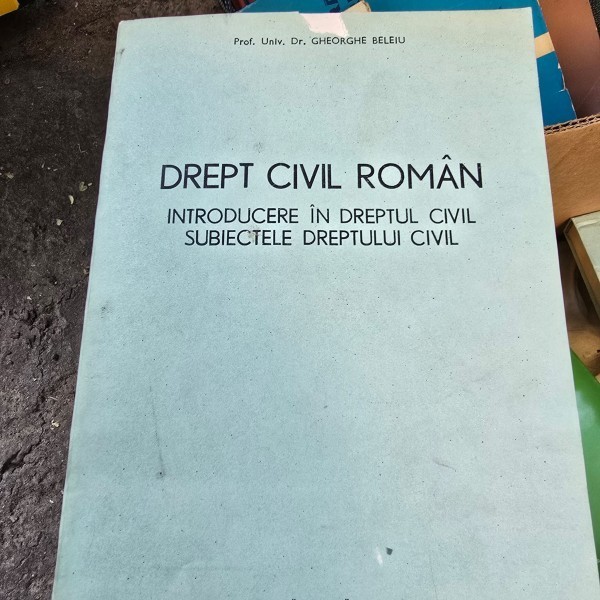 Prof. Univ. Dr. GHEORGHE BELEIU
DREPT CIVIL ROMÂN
INTRODUCERE ÎN DREPTUL CIVIL
SUBIECTELE DREPTULUI CIVIL